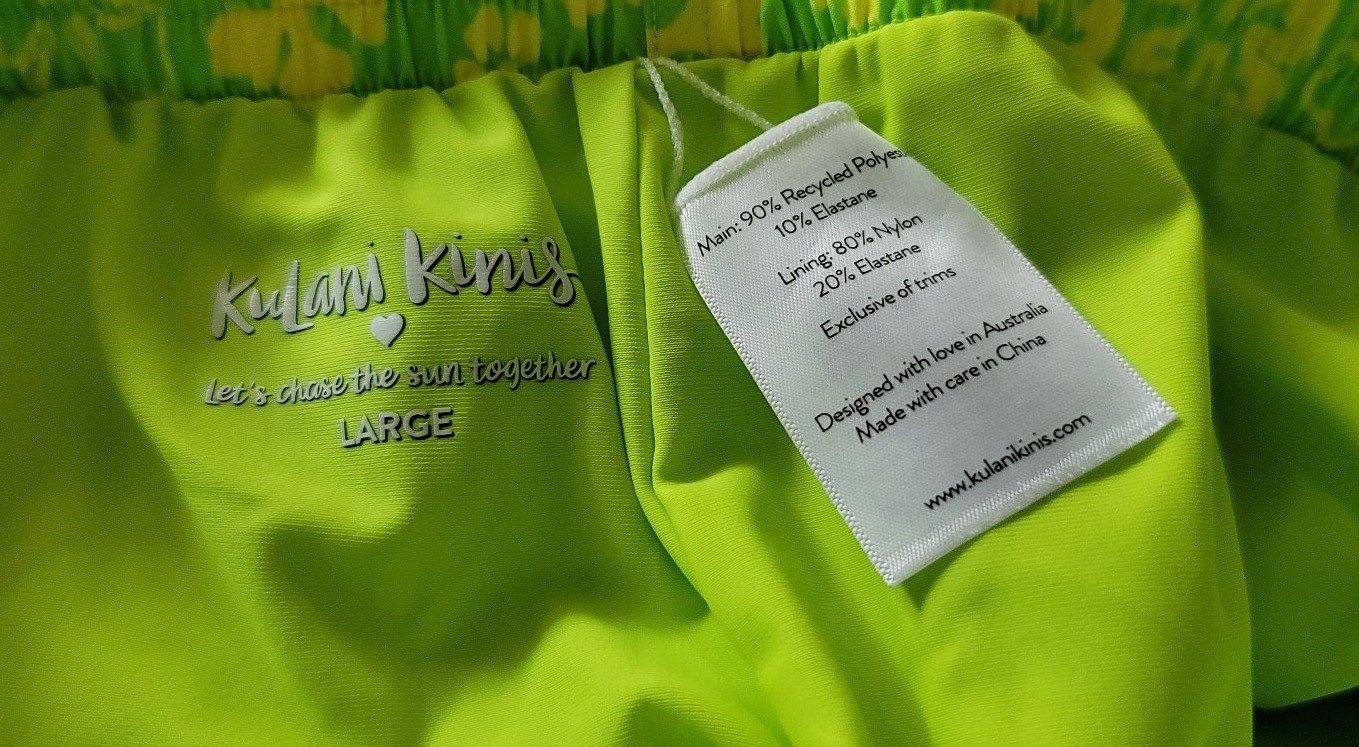 Kulani Kinis
Let's chase the sun together
LARGE
Main: 90% Recycled Polyes
10% Elastane
Lining: 80% Nylon
20% Elastane
Exclusive of trims
Designed with love in Australia
Made with care in China
www.kulanikinis.com